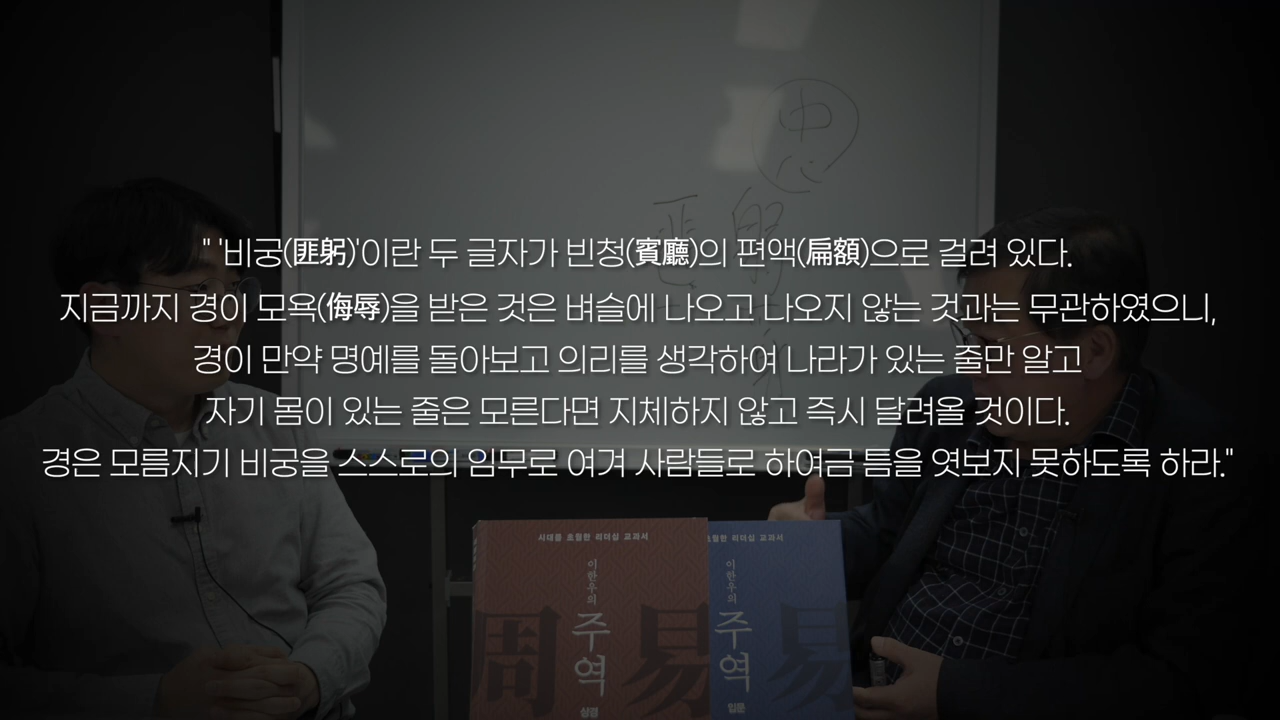 " '비궁(匪躬)'이란 두 글자가 빈청(賓廳)의 편액(扁額)으로 걸려 있다.
지금까지 경이 모욕(侮辱)을 받은 것은 벼슬에 나오고 나오지 않는 것과는 무관하였으니,
경이 만약 명예를 돌아보고 의리를 생각하여 나라가 있는 줄만 알고
자기 몸이 있는 줄은 모른다면 지체하지 않고 즉시 달려올 것이다.
경은 모름지기 비궁을 스스로의 임무로 여겨 사람들로 하여금 틈을 엿보지 못하도록 하라."
忠
匪躬
시대를 초월한 리더십 교과서
이한우의
주역
周易
상경
초월한 리더십 교과서
이한우의
주역
易
입문